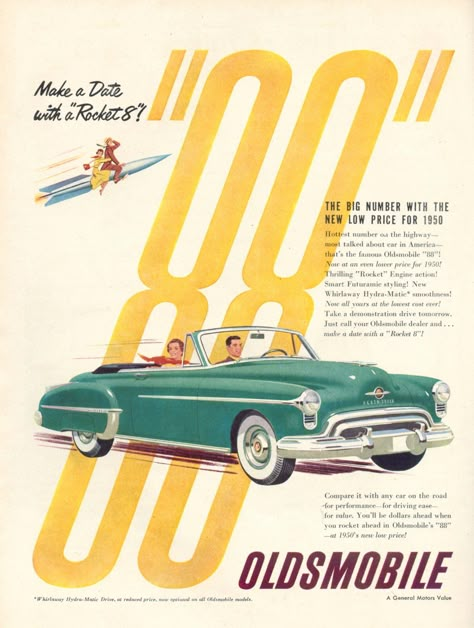 Make a Date
with a "Rocket 8"!
"88"
THE BIG NUMBER WITH THE
NEW LOW PRICE FOR 1950
Hottest number on the highway—
most talked about car in America—
that's the famous Oldsmobile "88"!
Now at an even lower price for 1950!
Thrilling "Rocket" Engine action!
Smart Futuramic styling! New
Whirlaway Hydra-Matic* smoothness!
Now all yours at the lowest cost ever!
Take a demonstration drive tomorrow.
Just call your Oldsmobile dealer and . . .
make a date with a "Rocket 8"!
Compare it with any car on the road
—for performance—for driving ease—
for value. You'll be dollars ahead when
you rocket ahead in Oldsmobile's "88"
—at 1950's new low price!
OLDSMOBILE
*Whirlaway Hydra-Matic Drive, at reduced price, now optional on all Oldsmobile models.
A General Motors Value